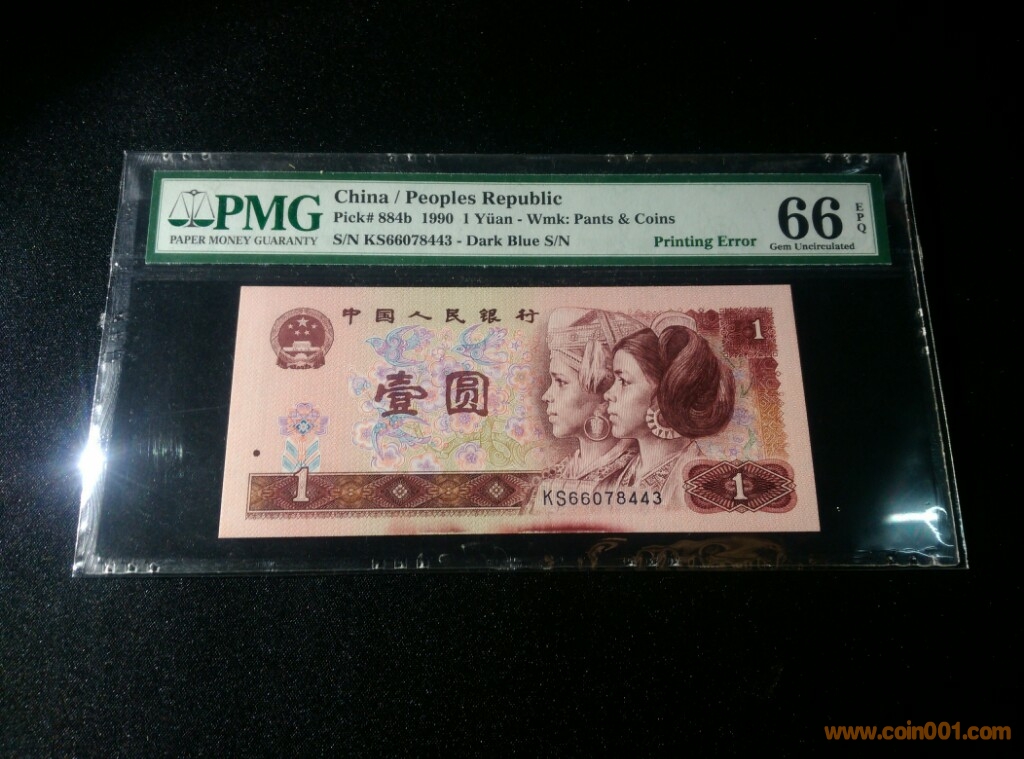 PMG
PAPER MONEY GUARANTY
China / Peoples Republic
Pick# 884b 1990 1 Yüan - Wmk: Pants & Coins
S/N KS66078443 - Dark Blue S/N
Printing Error
66
EPQ
Gem Uncirculated
中国人民银行
1
壹圆
1
KS66078443
1
www.coin001.com